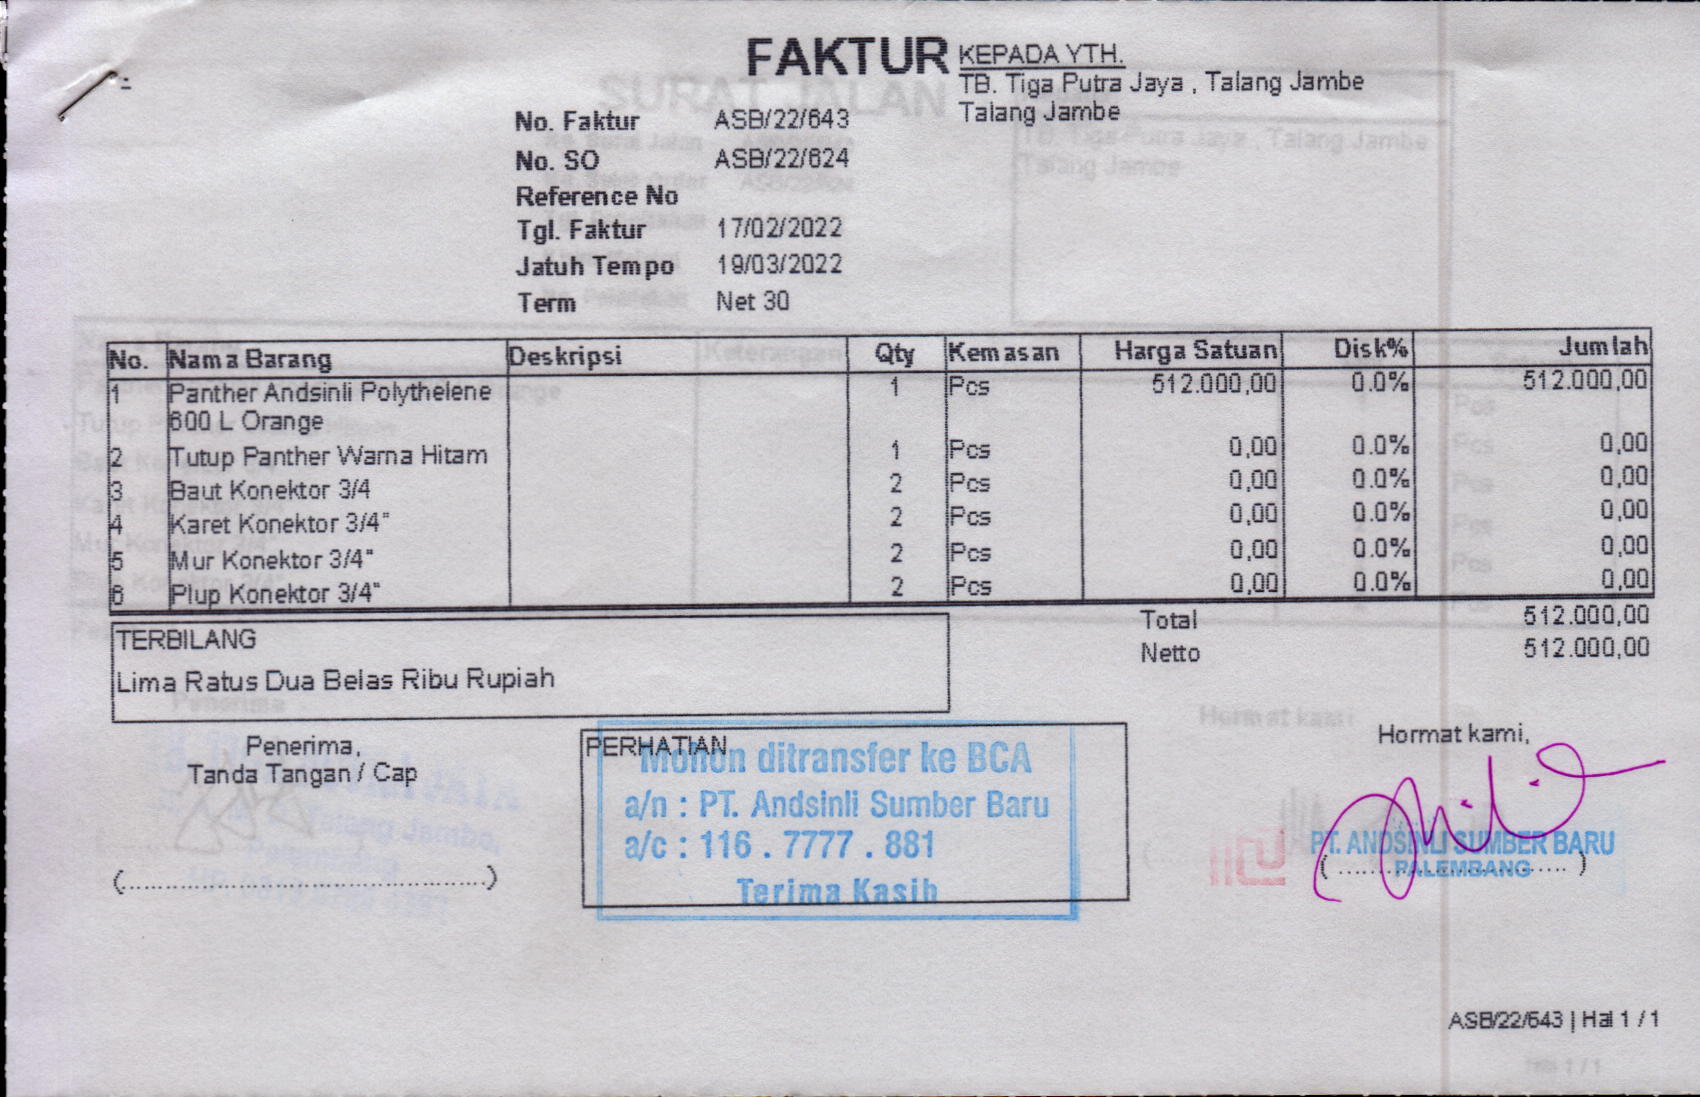 FAKTUR
KEPADA YTH.
TB. Tiga Putra Jaya , Talang Jambe
Talang Jambe
No. Faktur ASB/22/643
No. SO ASB/22/624
Reference No
Tgl. Faktur 17/02/2022
Jatuh Tempo 19/03/2022
Term Net 30
No. Nama Barang Deskripsi Qty Kemasan Harga Satuan Disk% Jumlah
1 Panther Andsinli Polythelene 1 Pcs 512.000,00 0.0% 512.000,00
600 L Orange
2 Tutup Panther Warna Hitam 1 Pcs 0,00 0.0% 0,00
3 Baut Konektor 3/4 2 Pcs 0,00 0.0% 0,00
4 Karet Konektor 3/4" 2 Pcs 0,00 0.0% 0,00
5 Mur Konektor 3/4" 2 Pcs 0,00 0.0% 0,00
6 Plup Konektor 3/4" 2 Pcs 0,00 0.0% 0,00
Total 512.000,00
Netto 512.000,00
TERBILANG
Lima Ratus Dua Belas Ribu Rupiah
Penerima,
Tanda Tangan / Cap
(....................................................)
PERHATIAN
Mohon ditransfer ke BCA
a/n : PT. Andsinli Sumber Baru
a/c : 116 . 7777 . 881
Terima Kasih
Hormat kami,
PT. ANDSINLI SUMBER BARU
PALEMBANG
ASB/22/643 | Hal 1 / 1